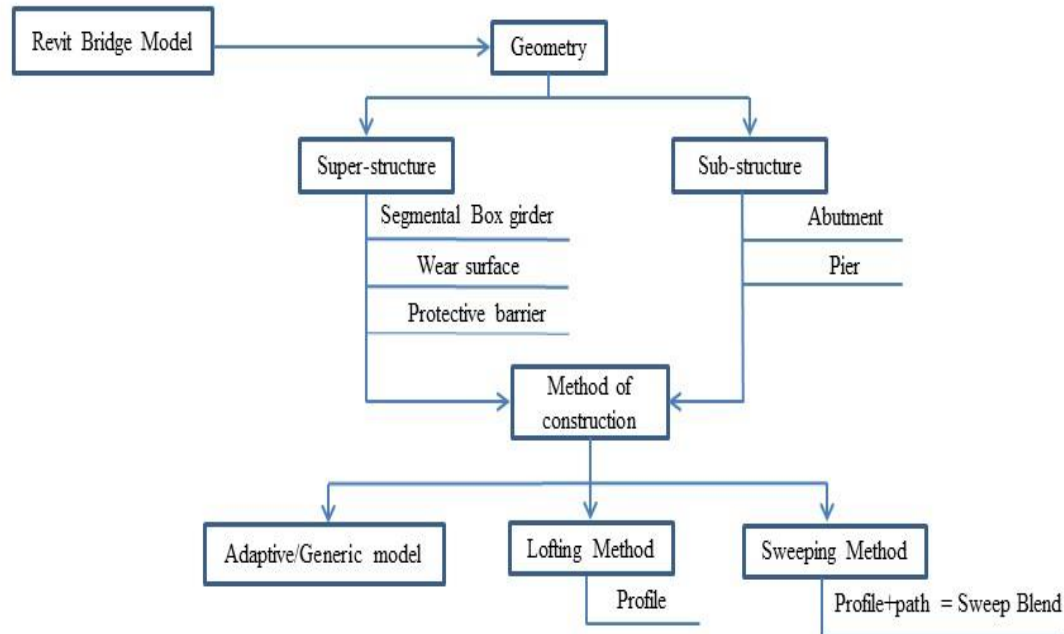 Revit Bridge Model
Geometry
Super-structure
Sub-structure
Segmental Box girder
Wear surface
Protective barrier
Abutment
Pier
Method of
construction
Adaptive/Generic model
Lofting Method
Sweeping Method
Profile
Profile+path = Sweep Blend